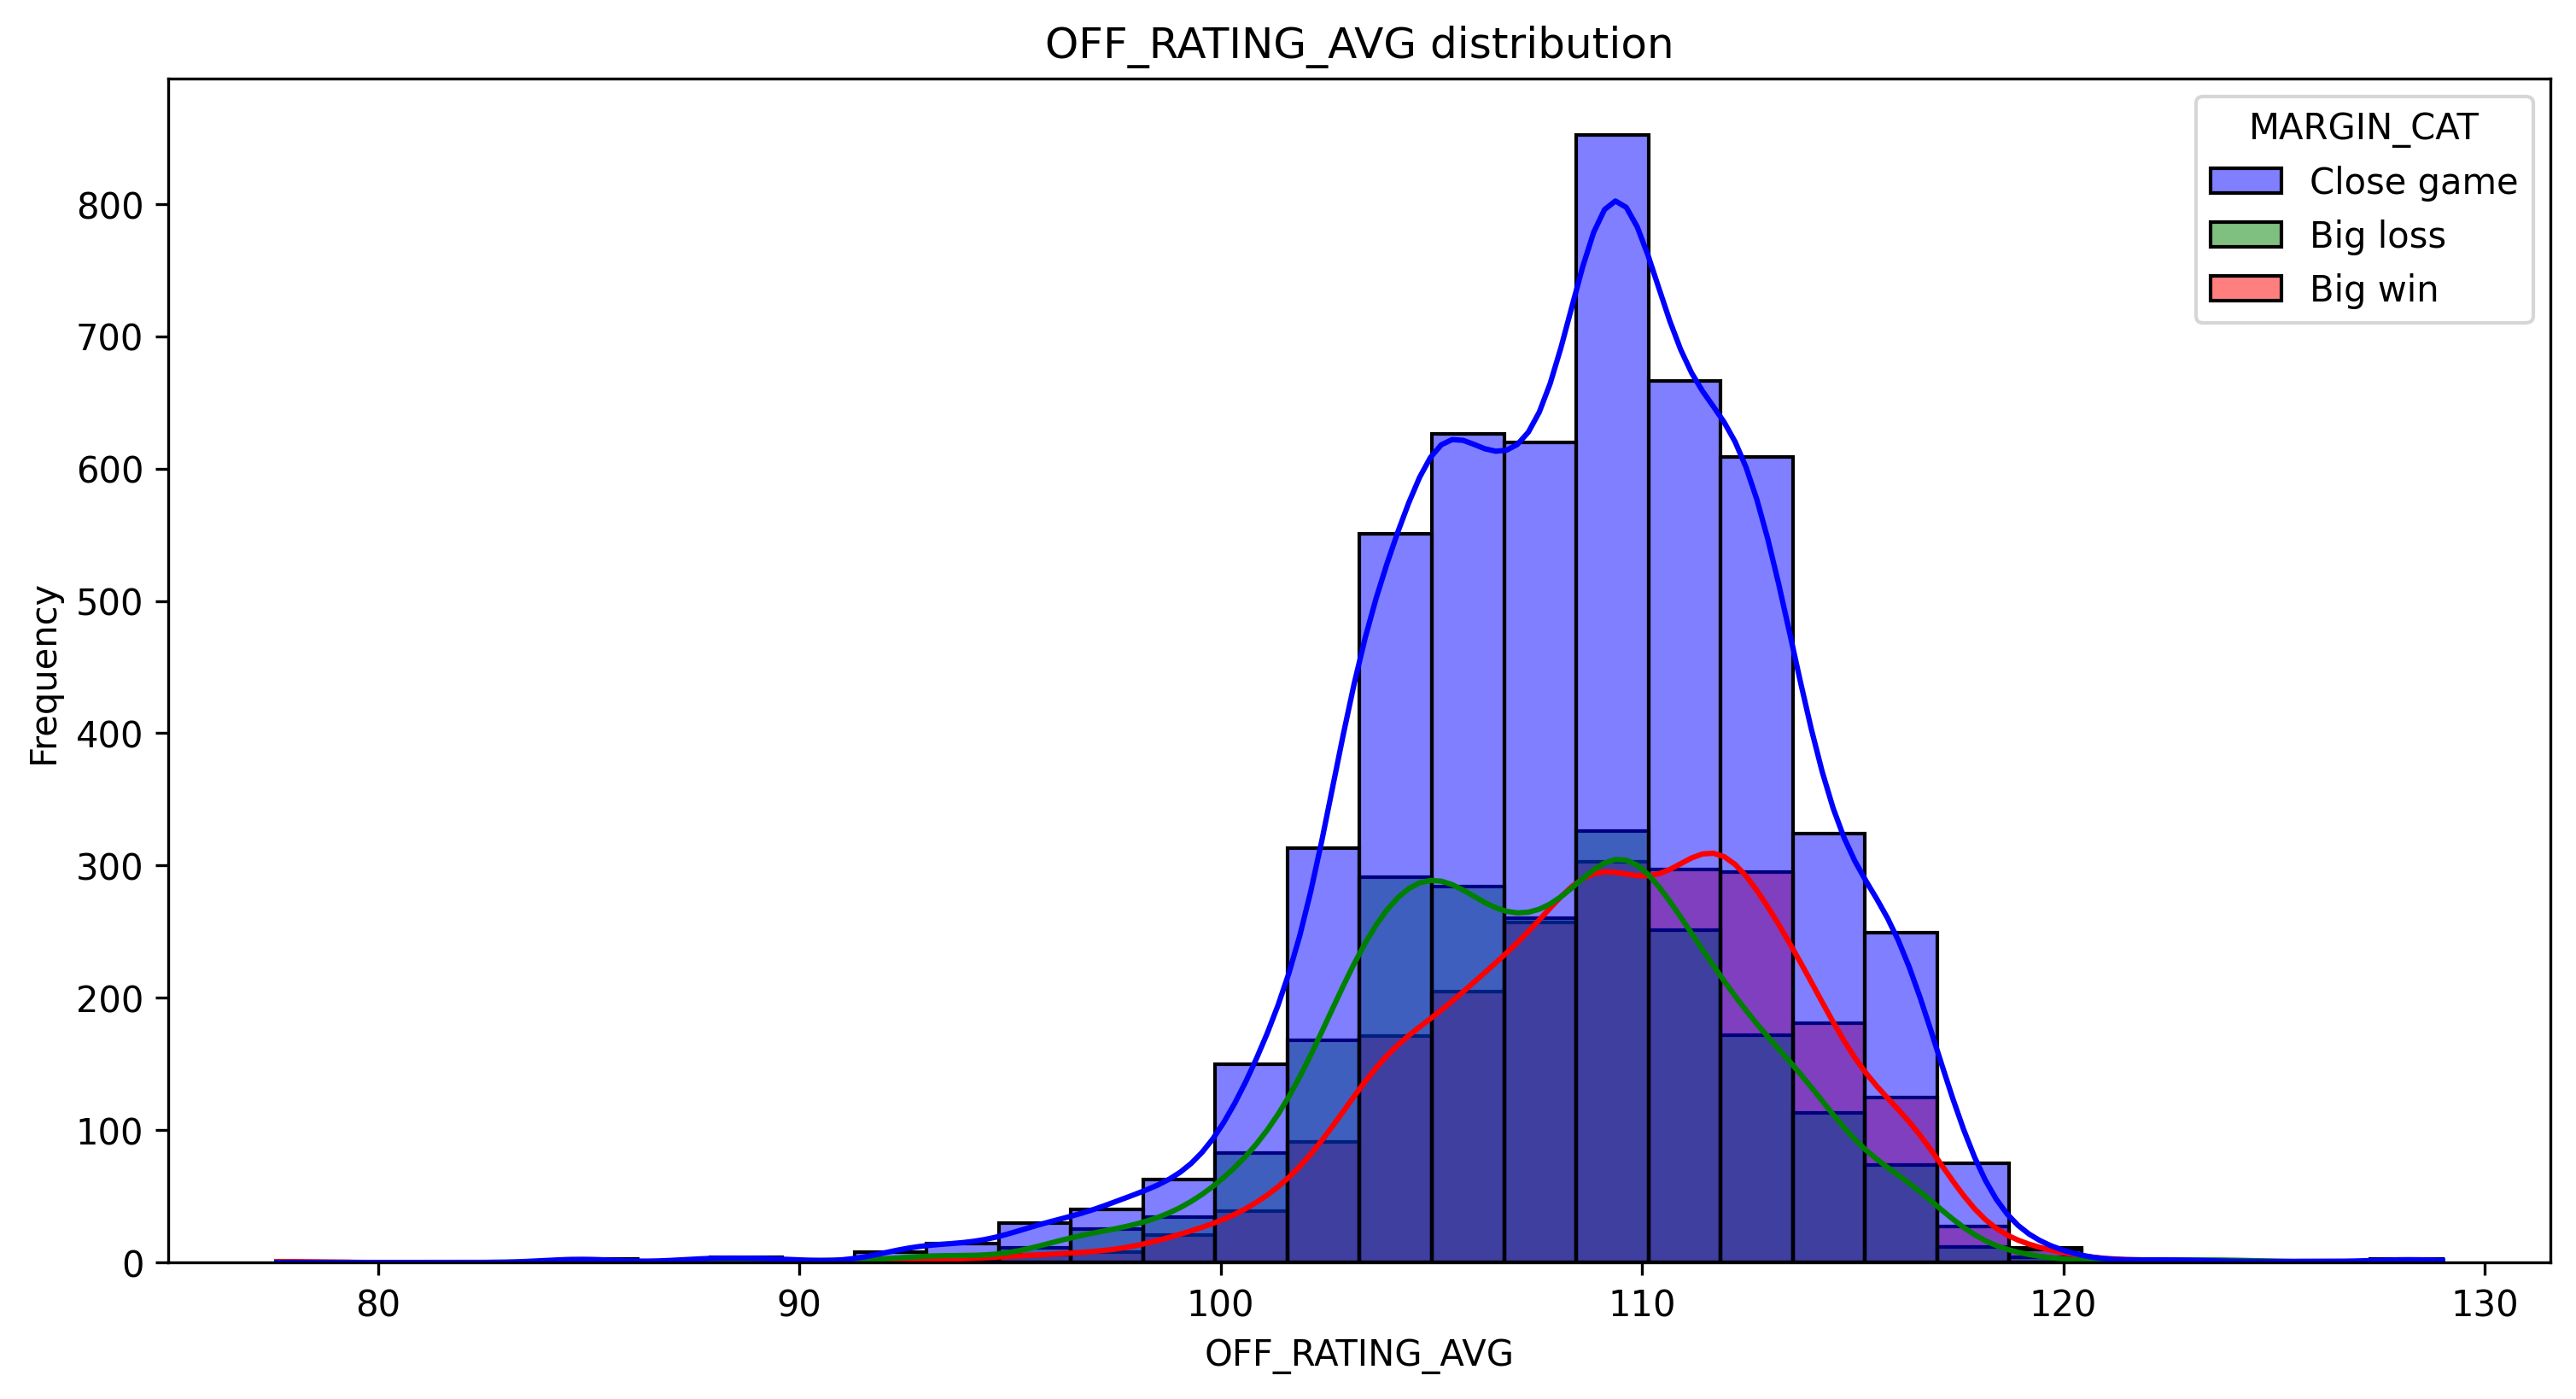 OFF_RATING_AVG distribution
MARGIN_CAT
Close game
Big loss
Big win
Frequency
800
700
600
500
400
300
200
100
0
80 90 100 110 120 130
OFF_RATING_AVG